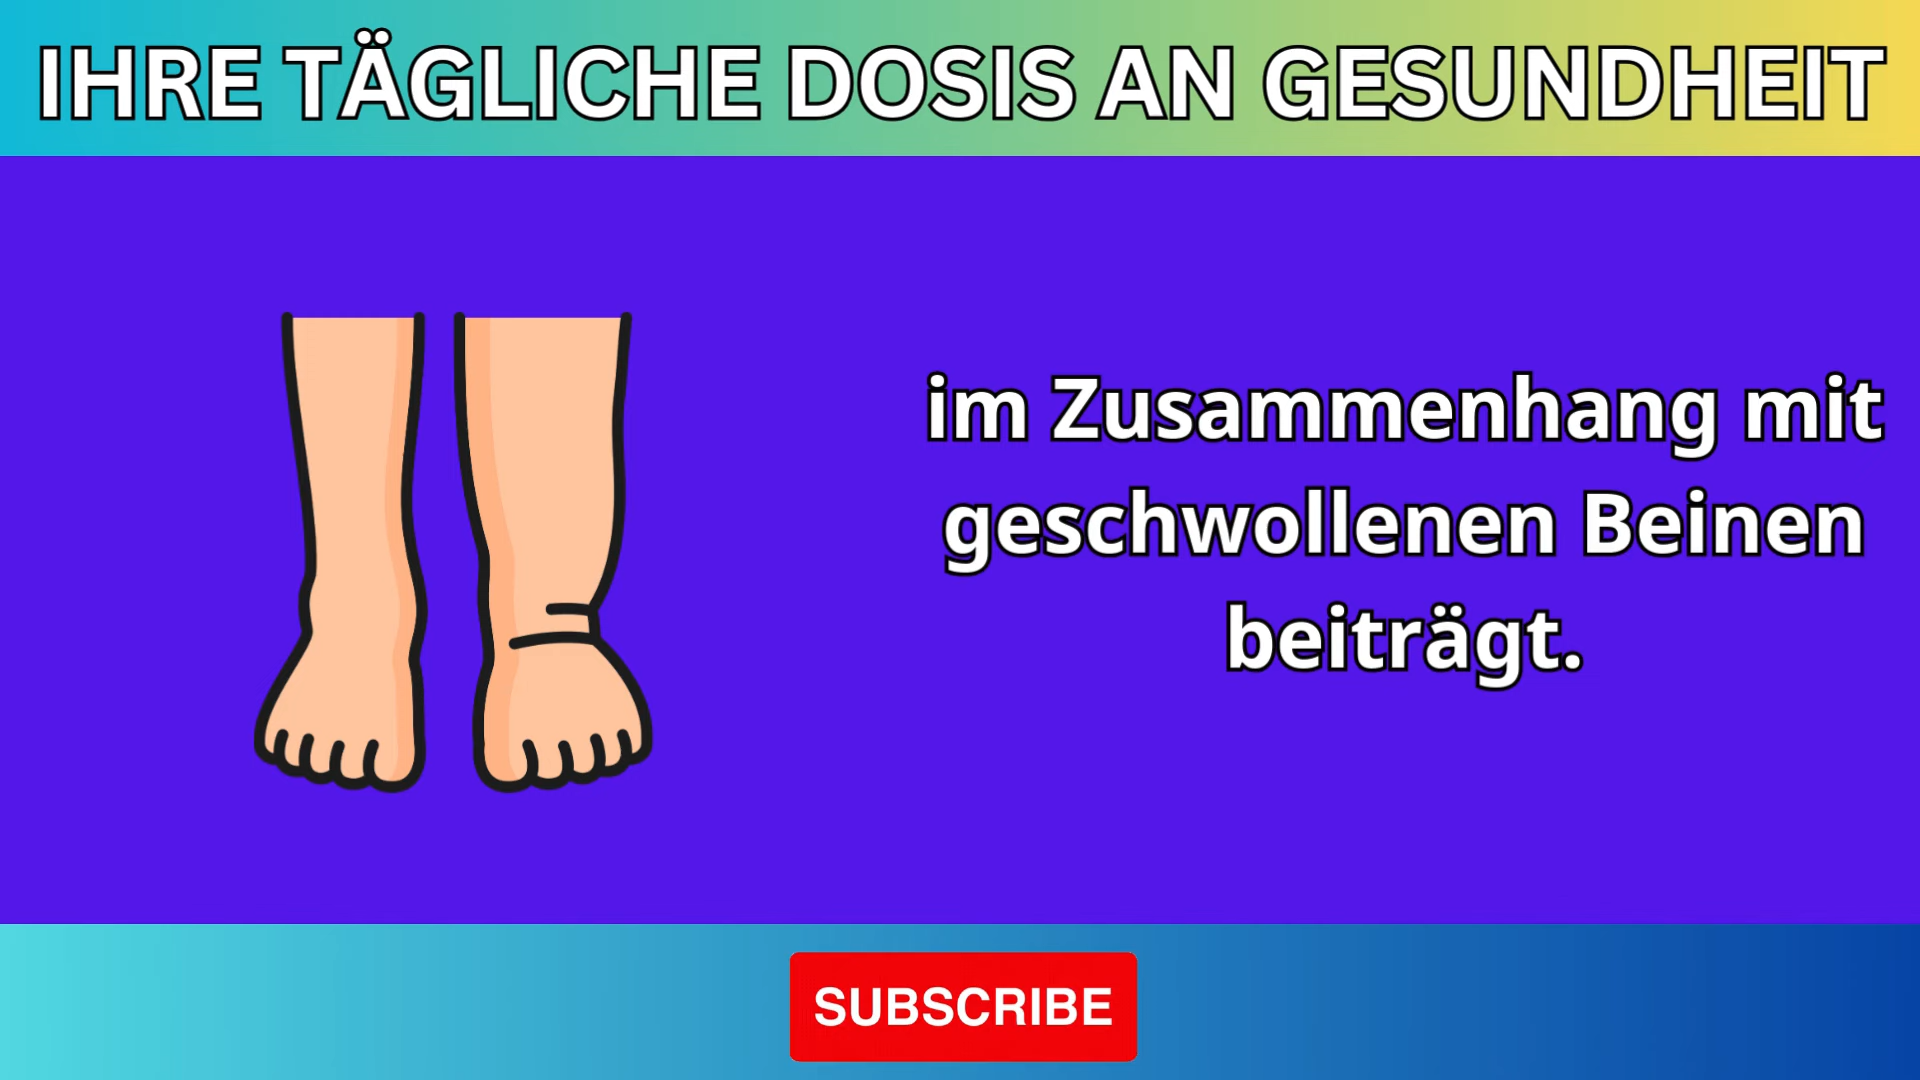 IHRE TÄGLICHE DOSIS AN GESUNDHEIT
im Zusammenhang mit
geschwollenen Beinen
beiträgt.
SUBSCRIBE